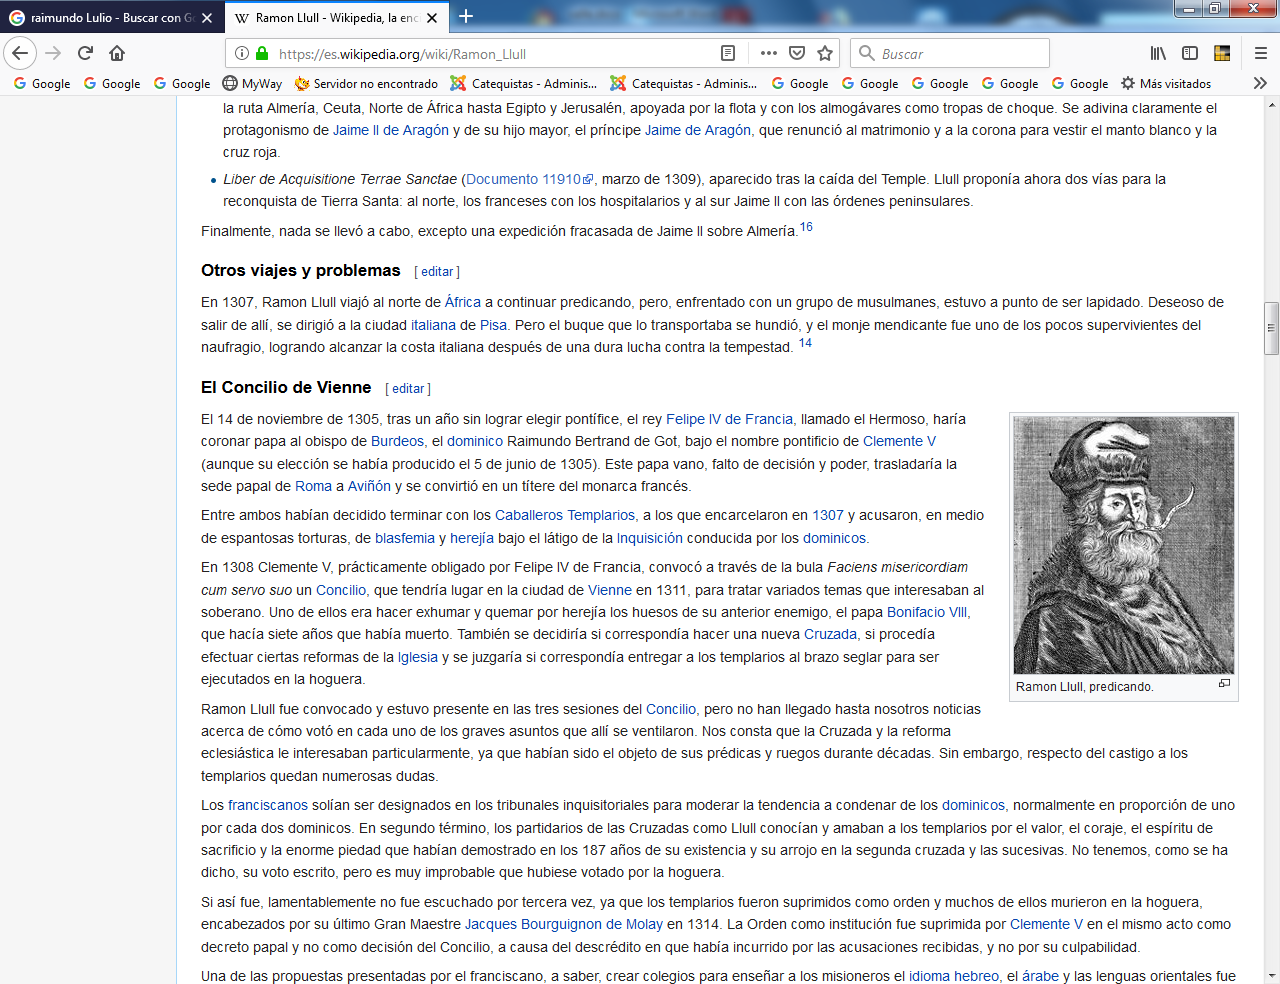 raimundo Lulio - Buscar con Go
Ramon Llull - Wikipedia, la enc
https://es.wikipedia.org/wiki/Ramon_Llull
Buscar
Google Google Google MyWay Servidor no encontrado Catequistas - Adminis... Catequistas - Adminis... Google Google Google Google Google Más visitados
la ruta Almería, Ceuta, Norte de África hasta Egipto y Jerusalén, apoyada por la flota y con los almogávares como tropas de choque. Se adivina claramente el
protagonismo de Jaime II de Aragón y de su hijo mayor, el príncipe Jaime de Aragón, que renunció al matrimonio y a la corona para vestir el manto blanco y la
cruz roja.
• Liber de Acquisitione Terrae Sanctae (Documento 11910, marzo de 1309), aparecido tras la caída del Temple. Llull proponía ahora dos vías para la
reconquista de Tierra Santa: al norte, los franceses con los hospitalarios y al sur Jaime II con las órdenes peninsulares.
Finalmente, nada se llevó a cabo, excepto una expedición fracasada de Jaime II sobre Almería.16
Otros viajes y problemas [ editar ]
En 1307, Ramon Llull viajó al norte de África a continuar predicando, pero, enfrentado con un grupo de musulmanes, estuvo a punto de ser lapidado. Deseoso de
salir de allí, se dirigió a la ciudad italiana de Pisa. Pero el buque que lo transportaba se hundió, y el monje mendicante fue uno de los pocos supervivientes del
naufragio, logrando alcanzar la costa italiana después de una dura lucha contra la tempestad. 14
El Concilio de Vienne [ editar ]
El 14 de noviembre de 1305, tras un año sin lograr elegir pontífice, el rey Felipe IV de Francia, llamado el Hermoso, haría
coronar papa al obispo de Burdeos, el dominico Raimundo Bertrand de Got, bajo el nombre pontificio de Clemente V
(aunque su elección se había producido el 5 de junio de 1305). Este papa vano, falto de decisión y poder, trasladaría la
sede papal de Roma a Aviñón y se convirtió en un títere del monarca francés.
Entre ambos habían decidido terminar con los Caballeros Templarios, a los que encarcelaron en 1307 y acusaron, en medio
de espantosas torturas, de blasfemia y herejía bajo el látigo de la Inquisición conducida por los dominicos.
En 1308 Clemente V, prácticamente obligado por Felipe IV de Francia, convocó a través de la bula Faciens misericordiam
cum servo suo un Concilio, que tendría lugar en la ciudad de Vienne en 1311, para tratar variados temas que interesaban al
soberano. Uno de ellos era hacer exhumar y quemar por herejía los huesos de su anterior enemigo, el papa Bonifacio VIII,
que hacía siete años que había muerto. También se decidiría si correspondía hacer una nueva Cruzada, si procedía
efectuar ciertas reformas de la Iglesia y se juzgaría si correspondía entregar a los templarios al brazo seglar para ser
ejecutados en la hoguera.
Ramon Llull, predicando.
Ramon Llull fue convocado y estuvo presente en las tres sesiones del Concilio, pero no han llegado hasta nosotros noticias
acerca de cómo votó en cada uno de los graves asuntos que allí se ventilaron. Nos consta que la Cruzada y la reforma
eclesiástica le interesaban particularmente, ya que habían sido el objeto de sus prédicas y ruegos durante décadas. Sin embargo, respecto del castigo a los
templarios quedan numerosas dudas.
Los franciscanos solían ser designados en los tribunales inquisitoriales para moderar la tendencia a condenar de los dominicos, normalmente en proporción de uno
por cada dos dominicos. En segundo término, los partidarios de las Cruzadas como Llull conocían y amaban a los templarios por el valor, el coraje, el espíritu de
sacrificio y la enorme piedad que habían demostrado en los 187 años de su existencia y su arrojo en la segunda cruzada y las sucesivas. No tenemos, como se ha
dicho, su voto escrito, pero es muy improbable que hubiese votado por la hoguera.
Si así fue, lamentablemente no fue escuchado por tercera vez, ya que los templarios fueron suprimidos como orden y muchos de ellos murieron en la hoguera,
encabezados por su último Gran Maestre Jacques Bourguignon de Molay en 1314. La Orden como institución fue suprimida por Clemente V en el mismo acto como
decreto papal y no como decisión del Concilio, a causa del descrédito en que había incurrido por las acusaciones recibidas, y no por su culpabilidad.
Una de las propuestas presentadas por el franciscano, a saber, crear colegios para enseñar a los misioneros el idioma hebreo, el árabe y las lenguas orientales fue